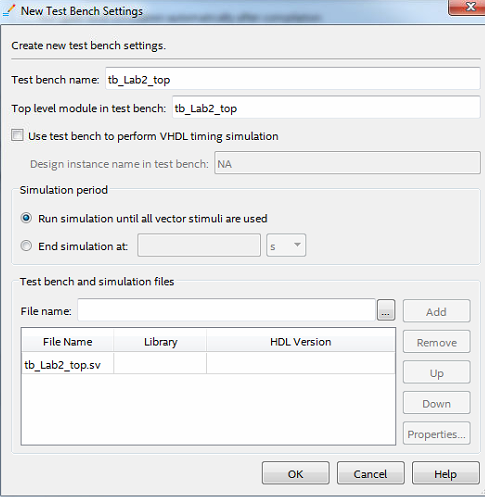 New Test Bench Settings
Create new test bench settings.
Test bench name: tb_Lab2_top
Top level module in test bench: tb_Lab2_top
Use test bench to perform VHDL timing simulation
Design instance name in test bench: NA
Simulation period
Run simulation until all vector stimuli are used
End simulation at: s
Test bench and simulation files
File name: ... Add
File Name Library HDL Version Remove
tb_Lab2_top.sv Up
Down
Properties...
OK Cancel Help